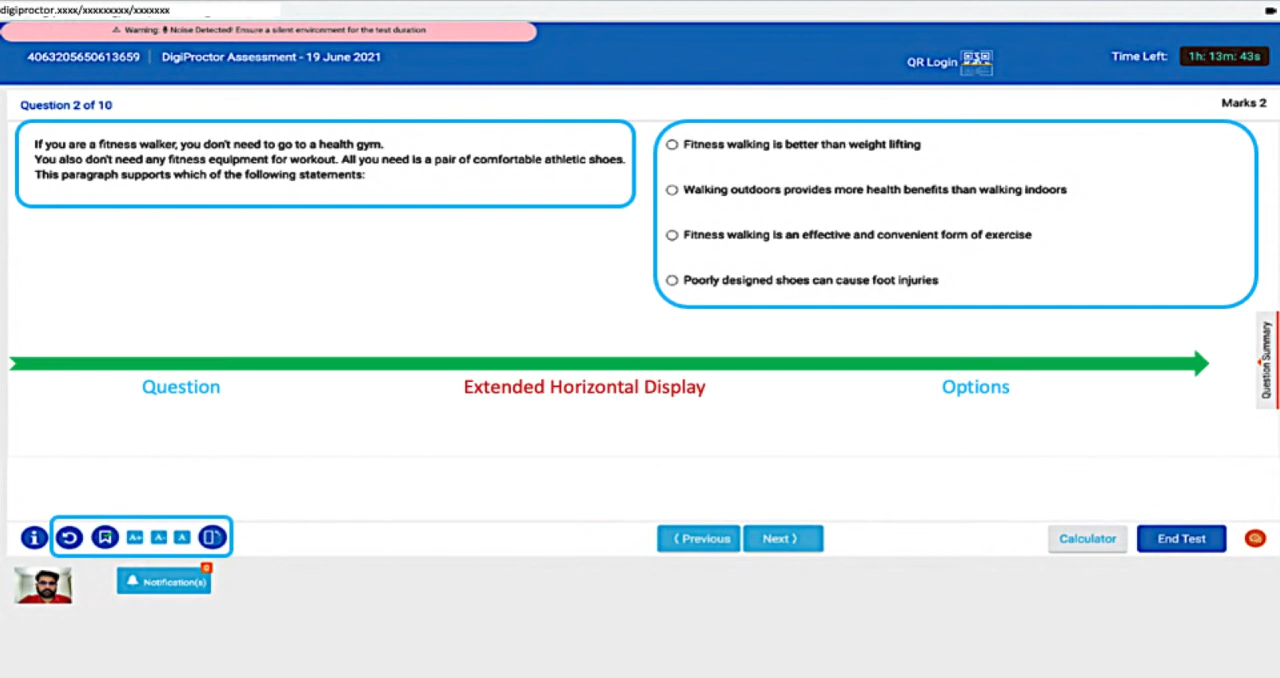 digiproctor.xxxx/xxxxxxxxx/xxxxxxx
Warning: Noise Detected! Ensure a silent environment for the test duration
4063205650613659 | DigiProctor Assessment - 19 June 2021
QR Login
Time Left: 1h: 13m: 43s
Question 2 of 10
Marks 2
If you are a fitness walker, you don't need to go to a health gym.
You also don't need any fitness equipment for workout. All you need is a pair of comfortable athletic shoes.
This paragraph supports which of the following statements:
Fitness walking is better than weight lifting
Walking outdoors provides more health benefits than walking indoors
Fitness walking is an effective and convenient form of exercise
Poorly designed shoes can cause foot injuries
Question Summary
Question
Extended Horizontal Display
Options
i
A+
A-
A
⟨ Previous
Next ⟩
Calculator
End Test
Notification(s)
0